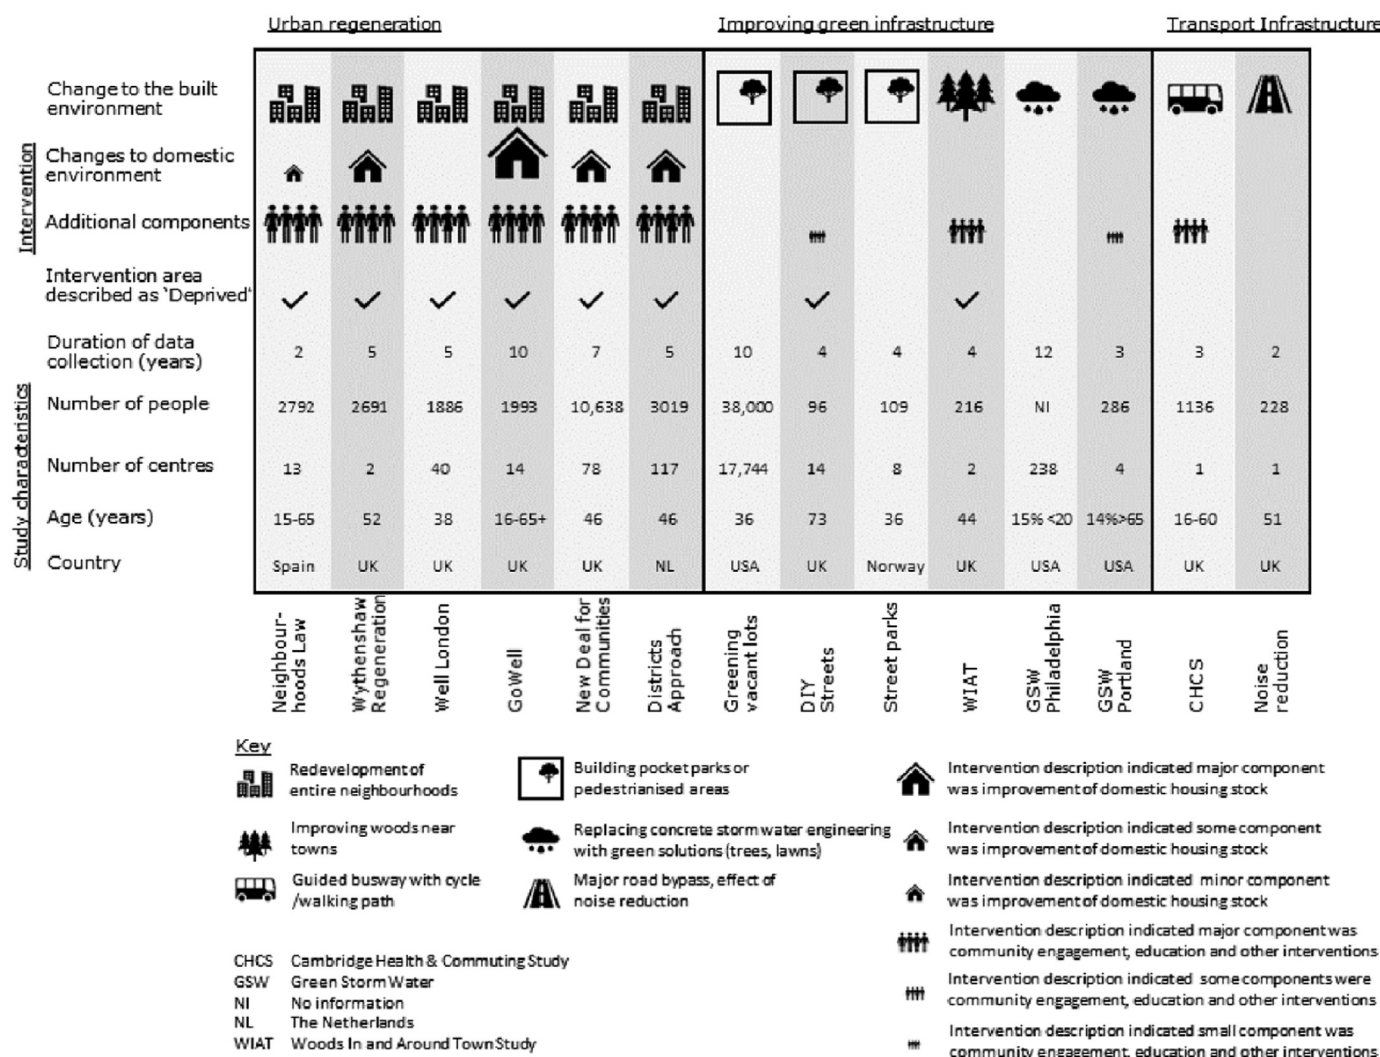 Urban regeneration
Improving green infrastructure
Transport Infrastructure
Change to the built
environment
Intervention
Changes to domestic
environment
Additional components
Intervention area
described as 'Deprived'
Duration of data
collection (years) 2 5 5 10 7 5 10 4 4 4 12 3 3 2
Study characteristics
Number of people 2792 2691 1886 1993 10,638 3019 38,000 96 109 216 NI 286 1136 228
Number of centres 13 2 40 14 78 117 17,744 14 8 2 238 4 1 1
Age (years) 15-65 52 38 16-65+ 46 46 36 73 36 44 15% <20 14%>65 16-60 51
Country Spain UK UK UK UK NL USA UK Norway UK USA USA UK UK
Neighbour-
hoods Law
Wythenshaw
Regeneration
Well London
GoWell
New Deal for
Communities
Districts
Approach
Greening
vacant lots
DIY
Streets
Street parks
WIAT
GSW
Philadelphia
GSW
Portland
CHCS
Noise
reduction
Key
Redevelopment of
entire neighbourhoods
Improving woods near
towns
Guided busway with cycle
/walking path
Building pocket parks or
pedestrianised areas
Replacing concrete storm water engineering
with green solutions (trees, lawns)
Major road bypass, effect of
noise reduction
Intervention description indicated major component
was improvement of domestic housing stock
Intervention description indicated some component
was improvement of domestic housing stock
Intervention description indicated minor component
was improvement of domestic housing stock
Intervention description indicated major component was
community engagement, education and other interventions
Intervention description indicated some components were
community engagement, education and other interventions
Intervention description indicated small component was
community engagement, education and other interventions
CHCS Cambridge Health & Commuting Study
GSW Green Storm Water
NI No information
NL The Netherlands
WIAT Woods In and Around Town Study